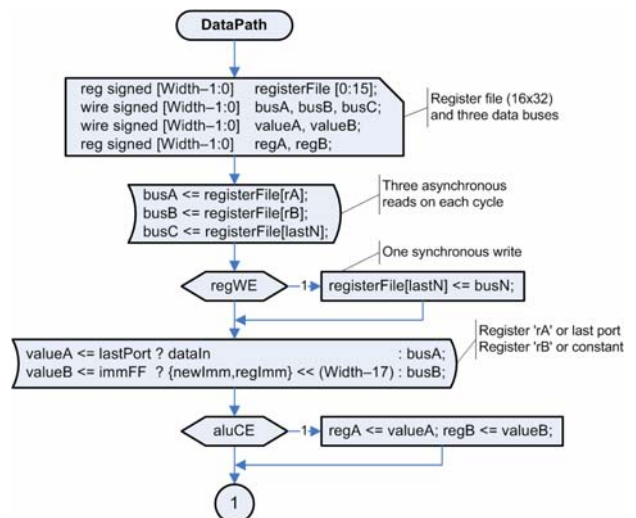 DataPath
reg signed [Width–1:0] registerFile [0:15];
wire signed [Width–1:0] busA, busB, busC;
wire signed [Width–1:0] valueA, valueB;
reg signed [Width–1:0] regA, regB;
Register file (16x32)
and three data buses
busA <= registerFile[rA];
busB <= registerFile[rB];
busC <= registerFile[lastN];
Three asynchronous
reads on each cycle
One synchronous write
regWE
1
registerFile[lastN] <= busN;
Register 'rA' or last port
Register 'rB' or constant
valueA <= lastPort ? dataIn : busA;
valueB <= immFF ? {newImm,regImm} << (Width–17) : busB;
aluCE
1
regA <= valueA; regB <= valueB;
1